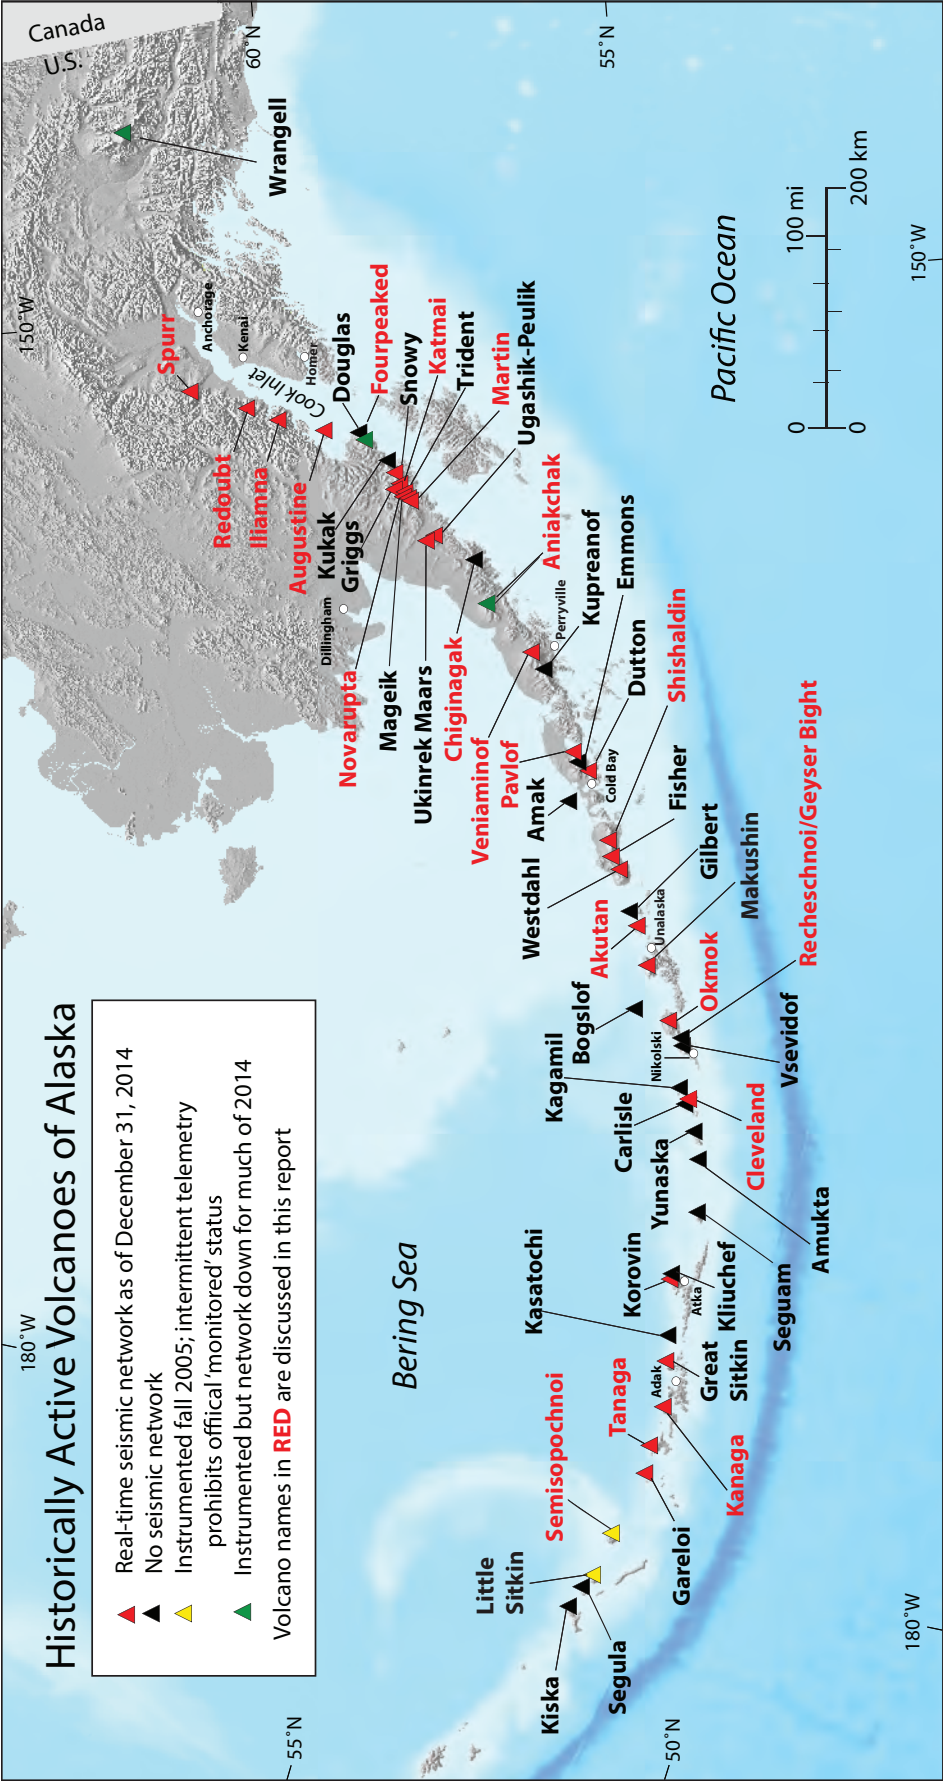 Historically Active Volcanoes of Alaska
Real-time seismic network as of December 31, 2014
No seismic network
Instrumented fall 2005; intermittent telemetry
prohibits offiical ‘monitored’ status
Instrumented but network down for much of 2014
Volcano names in RED are discussed in this report
180°W
150°W
Canada
U.S.
60°N
55°N
150°W
180°W
50°N
55°N
Bering Sea
Pacific Ocean
0
100 mi
0
200 km
Kiska
Segula
Little
Sitkin
Semisopochnoi
Gareloi
Tanaga
Kanaga
Adak
Great
Sitkin
Kasatochi
Korovin
Atka
Kliuchef
Seguam
Amukta
Yunaska
Carlisle
Cleveland
Kagamil
Nikolski
Vsevidof
Recheschnoi/Geyser Bight
Bogslof
Okmok
Makushin
Unalaska
Akutan
Gilbert
Westdahl
Fisher
Shishaldin
Amak
Cold Bay
Dutton
Emmons
Pavlof
Veniaminof
Kupreanof
Perryville
Aniakchak
Chiginagak
Ukinrek Maars
Ugashik-Peulik
Mageik
Martin
Novarupta
Trident
Katmai
Griggs
Snowy
Kukak
Dillingham
Fourpeaked
Douglas
Augustine
Iliamna
Redoubt
Spurr
Cook Inlet
Homer
Kenai
Anchorage
Wrangell